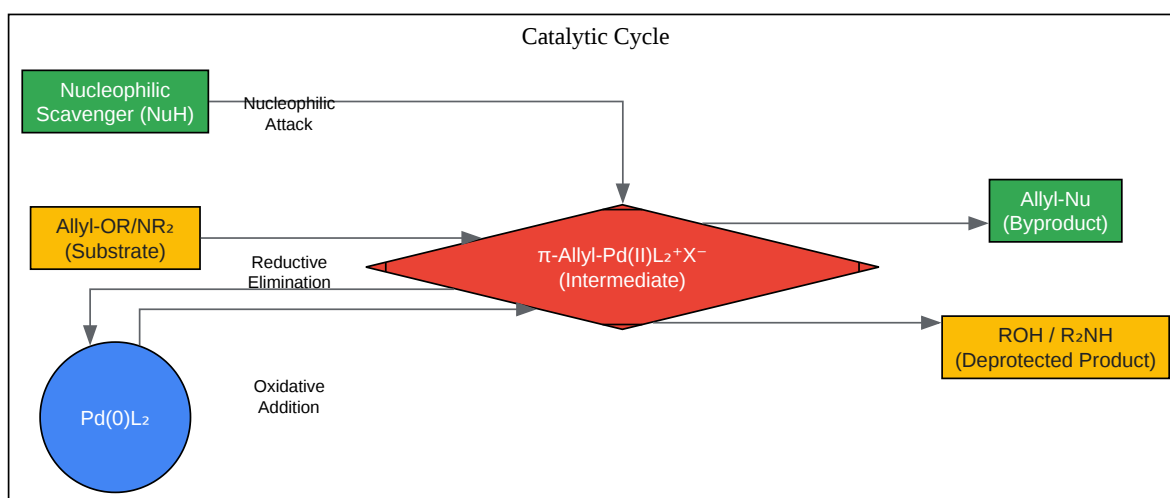 Catalytic Cycle
Nucleophilic
Scavenger (NuH)
Nucleophilic
Attack
Allyl-OR/NR₂
(Substrate)
Allyl-Nu
(Byproduct)
π-Allyl-Pd(II)L₂⁺X⁻
(Intermediate)
Reductive
Elimination
ROH / R₂NH
(Deprotected Product)
Oxidative
Addition
Pd(0)L₂